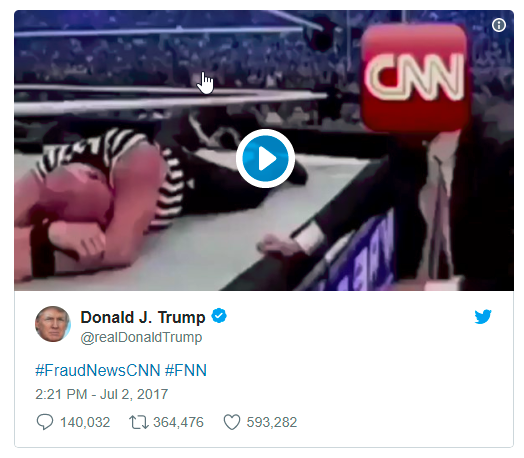 CNN
Donald J. Trump
@realDonaldTrump
#FraudNewsCNN #FNN
2:21 PM - Jul 2, 2017
140,032 364,476 593,282